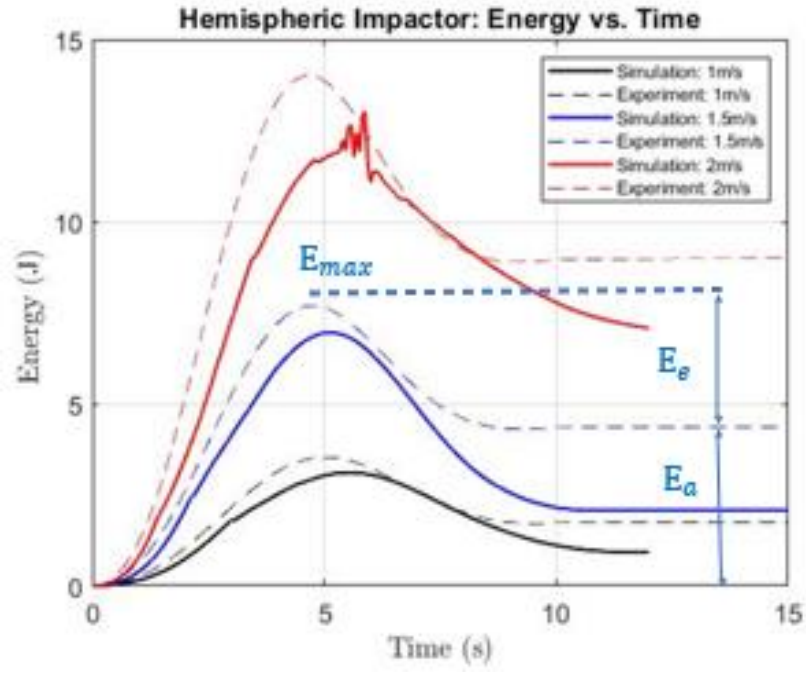 Hemispheric Impactor: Energy vs. Time
15
10
5
0
Energy (J)
Simulation: 1m/s
Experiment: 1m/s
Simulation: 1.5m/s
Experiment: 1.5m/s
Simulation: 2m/s
Experiment: 2m/s
Emax
Ee
Ea
0
5
10
15
Time (s)